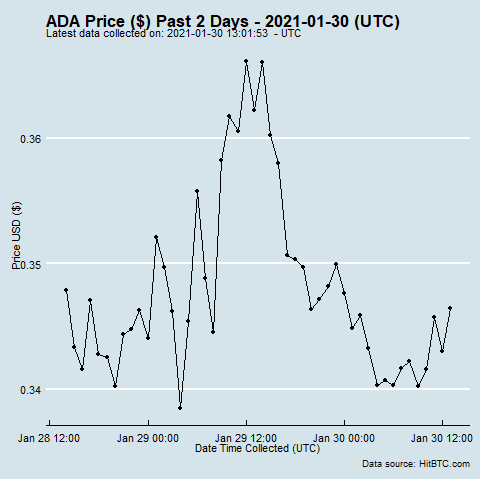 ADA Price ($) Past 2 Days - 2021-01-30 (UTC)
Latest data collected on: 2021-01-30 13:01:53 - UTC
0.36
0.35
0.34
Price USD ($)
Jan 28 12:00 Jan 29 00:00 Jan 29 12:00 Jan 30 00:00 Jan 30 12:00
Date Time Collected (UTC)
Data source: HitBTC.com